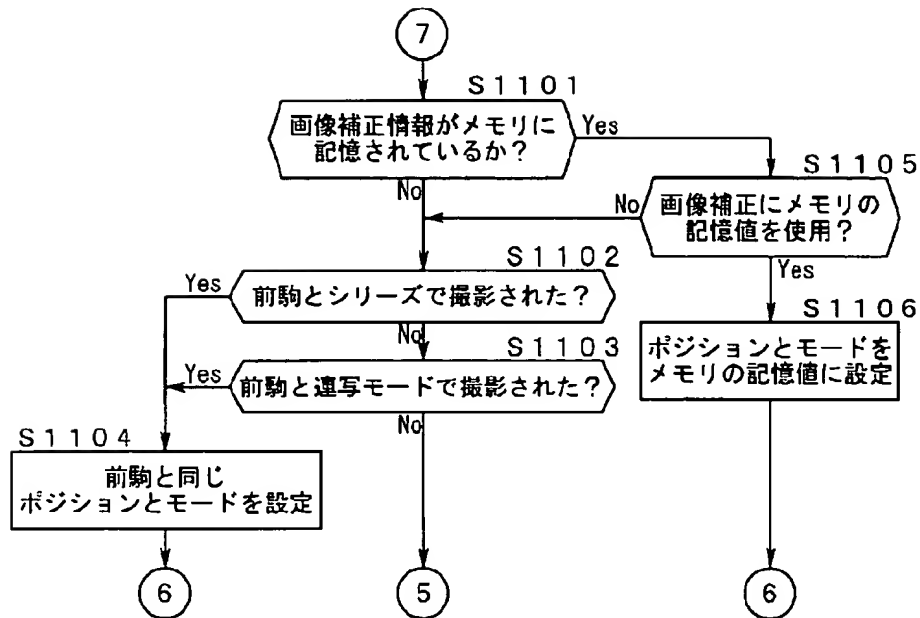 7
S1101
画像補正情報がメモリに
記憶されているか?
Yes
No
S1105
画像補正にメモリの
記憶値を使用?
No
Yes
S1102
前駒とシリーズで撮影された?
Yes
No
S1106
ポジションとモードを
メモリの記憶値に設定
S1103
前駒と連写モードで撮影された?
Yes
No
S1104
前駒と同じ
ポジションとモードを設定
6
5
6